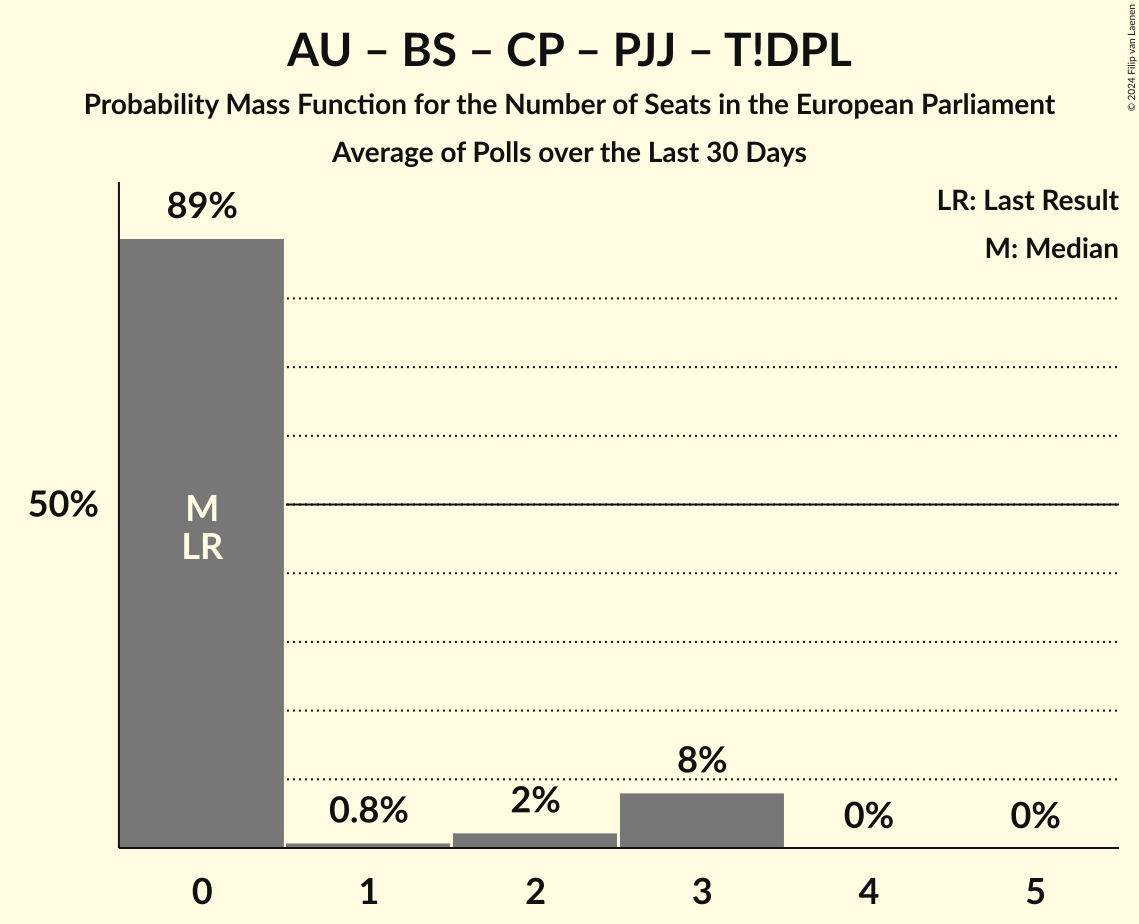 AU – BS – CP – PJJ – T!DPL
Probability Mass Function for the Number of Seats in the European Parliament
Average of Polls over the Last 30 Days
© 2024 Filip van Laenen
LR: Last Result
M: Median
89%
50%
M
LR
0.8%
2%
8%
0%
0%
0
1
2
3
4
5